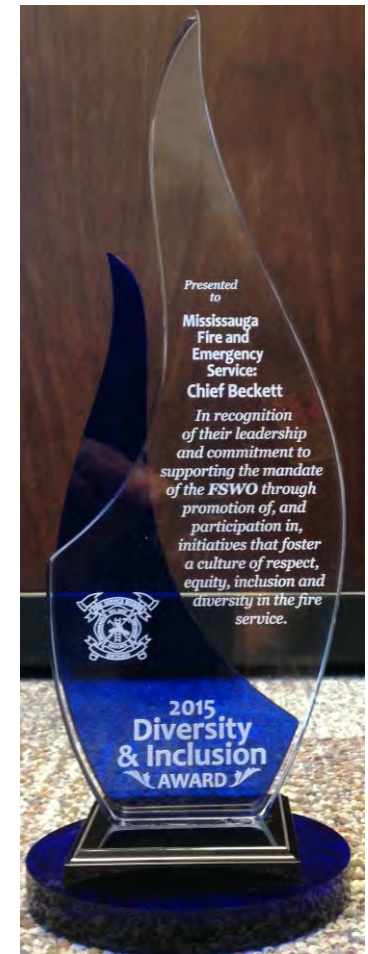 Presented
to
Mississauga
Fire and
Emergency
Service:
Chief Beckett
In recognition
of their leadership
and commitment to
supporting the mandate
of the FSWO through
promotion of, and
participation in,
initiatives that foster
a culture of respect,
equity, inclusion and
diversity in the fire
service.
2015
Diversity
& Inclusion
AWARD